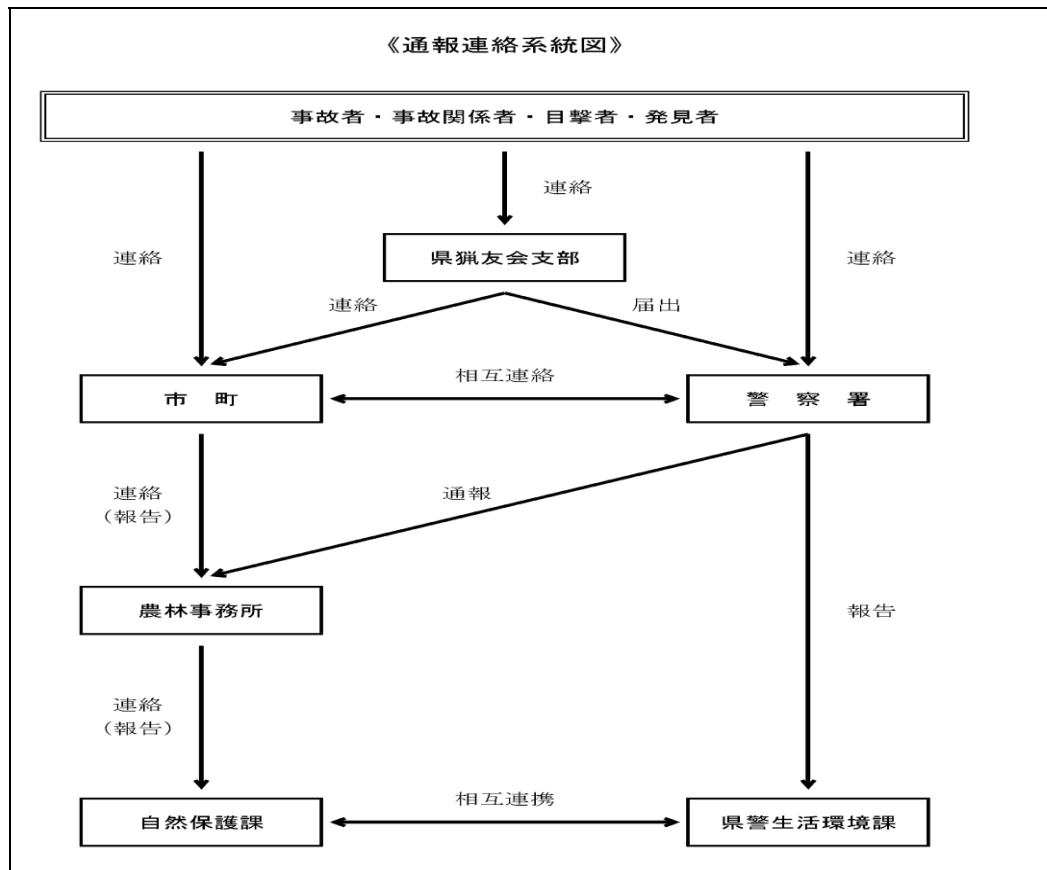 《通報連絡系統図》
事故者・事故関係者・目撃者・発見者
連絡
連絡
連絡
県猟友会支部
連絡
届出
市　町
相互連絡
警　察　署
連絡
（報告）
通報
農林事務所
報告
連絡
（報告）
自然保護課
相互連携
県警生活環境課